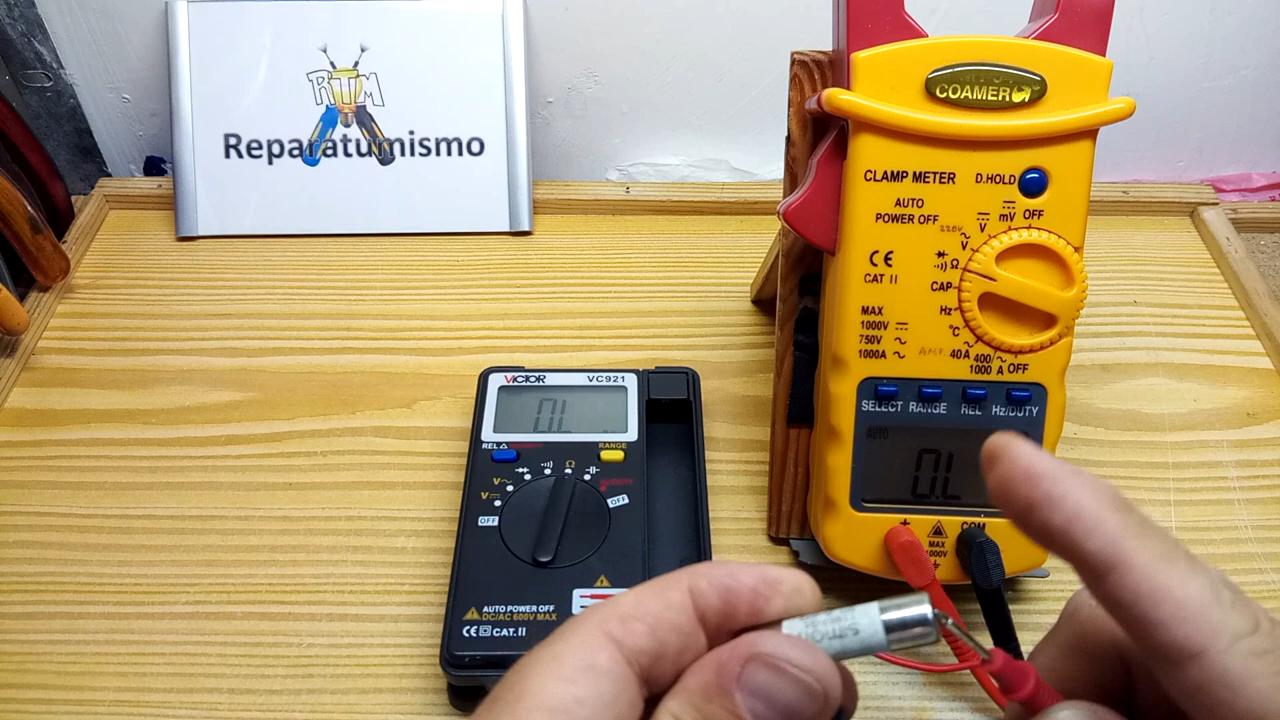 RTM
Reparatumismo
COAMER
CLAMP METER
D.HOLD
AUTO
POWER OFF
220V
V
V
mV
OFF
Ω
CE
CAT II
CAP
Hz
°C
MAX
1000V
750V
1000A
A.M.P.
40A
400/
1000 A
OFF
SELECT
RANGE
REL
Hz/DUTY
AUTO
O.L
+
COM
MAX
1000V
VICTOR
VC921
O.L
REL △
RANGE
Ω
V~
V
OFF
OFF
AUTO POWER OFF
DC/AC 600V MAX
CE CAT.II